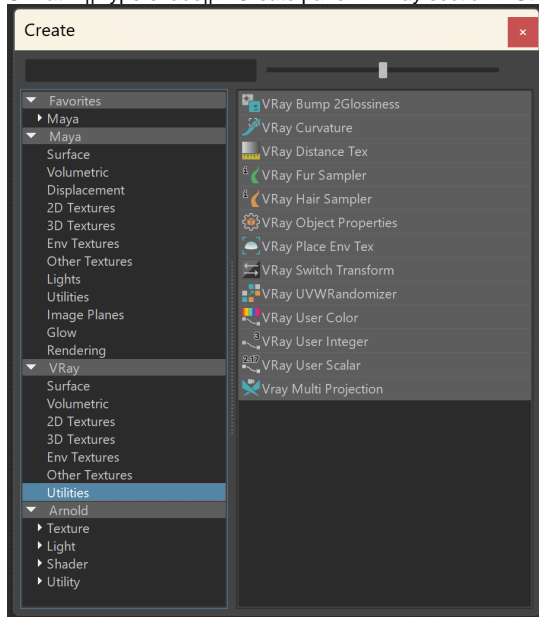 Create
Favorites
Maya
Maya
Surface
Volumetric
Displacement
2D Textures
3D Textures
Env Textures
Other Textures
Lights
Utilities
Image Planes
Glow
Rendering
VRay
Surface
Volumetric
2D Textures
3D Textures
Env Textures
Other Textures
Utilities
Arnold
Texture
Light
Shader
Utility
VRay Bump 2Glossiness
VRay Curvature
VRay Distance Tex
VRay Fur Sampler
VRay Hair Sampler
VRay Object Properties
VRay Place Env Tex
VRay Switch Transform
VRay UVWRandomizer
VRay User Color
3
VRay User Integer
2.17
VRay User Scalar
Vray Multi Projection